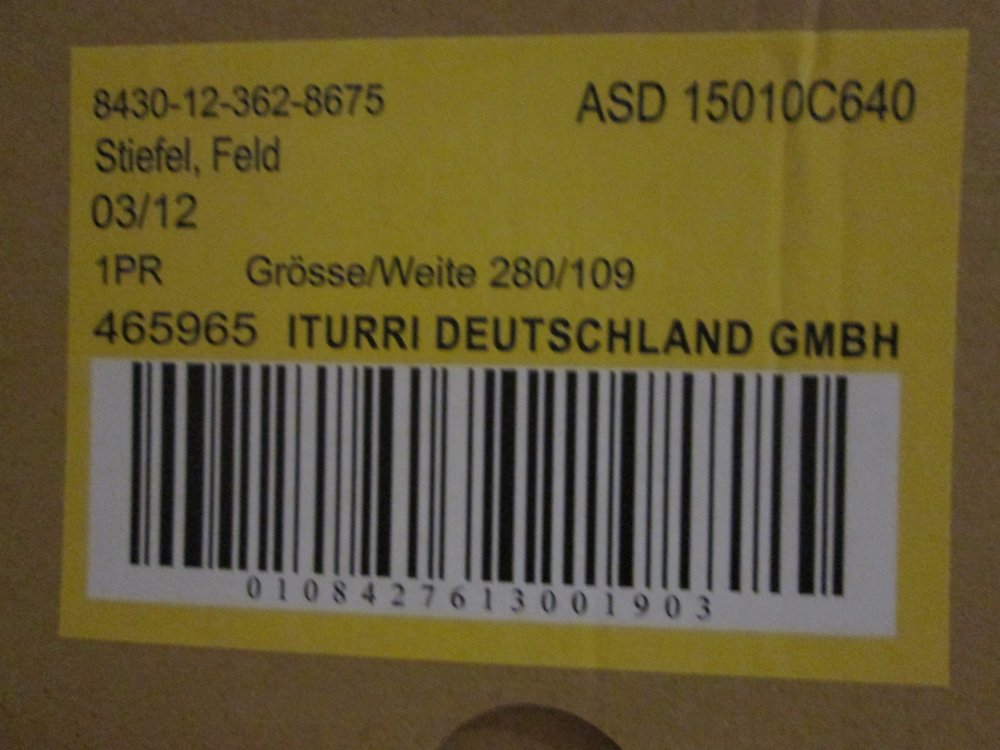 8430-12-362-8675 ASD 15010C640
Stiefel, Feld
03/12
1PR Grösse/Weite 280/109
465965 ITURRI DEUTSCHLAND GMBH
0108427613001903